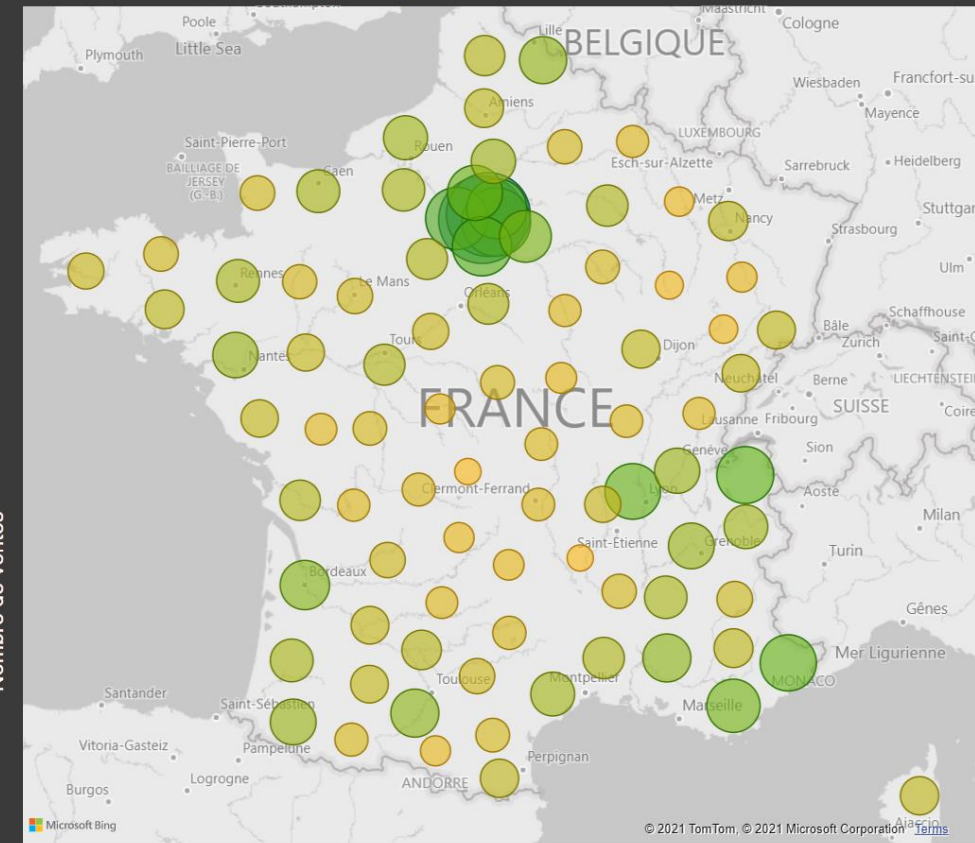 Maastricht
Cologne
Poole
Lille
BELGIQUE
Little Sea
Plymouth
Wiesbaden
Francfort-su
Amiens
Mayence
Saint-Pierre-Port
Rouen
LUXEMBOURG
Esch-sur-Alzette
Sarrebruck
Heidelberg
BAILLIAGE DE
JERSEY
(G.-B.)
Caen
Metz
Nancy
Stuttgar
Strasbourg
Ulm
Rennes
Le Mans
Orléans
Schaffhouse
Bâle
Zurich
Saint-G
Tours
Nantes
Dijon
Neuchâtel
Berne
LIECHTENSTEIN
FRANCE
SUISSE
Coire
Lausanne
Fribourg
Genève
Sion
Clermont-Ferrand
Lyon
Aoste
Milan
Saint-Étienne
Grenoble
Turin
Bordeaux
Gênes
Mer Ligurienne
Montpellier
Toulouse
MONACO
Santander
Saint-Sébastien
Marseille
Vitoria-Gasteiz
Pampelune
Perpignan
Logrogne
ANDORRE
Burgos
Ajaccio
Microsoft Bing
© 2021 TomTom, © 2021 Microsoft Corporation Terms